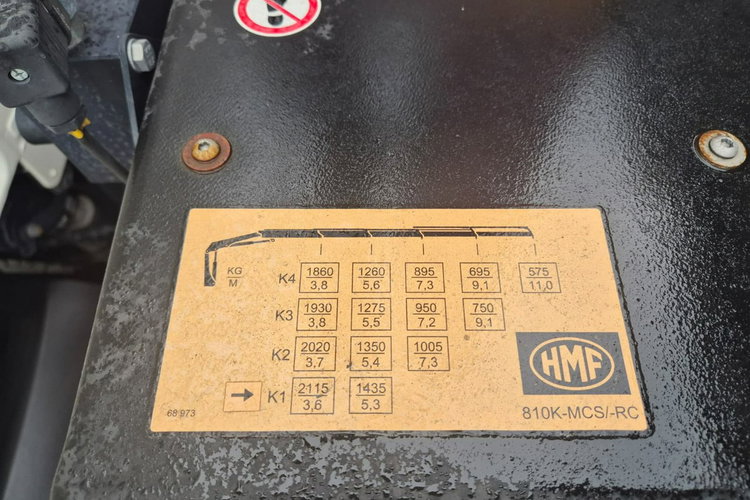 KG
M
K4 1860 1260 895 695 575
3,8 5,6 7,3 9,1 11,0
K3 1930 1275 950 750
3,8 5,5 7,2 9,1
K2 2020 1350 1005
3,7 5,4 7,3
K1 2115 1435
3,6 5,3
HMF
68 973
810K-MCS/-RC